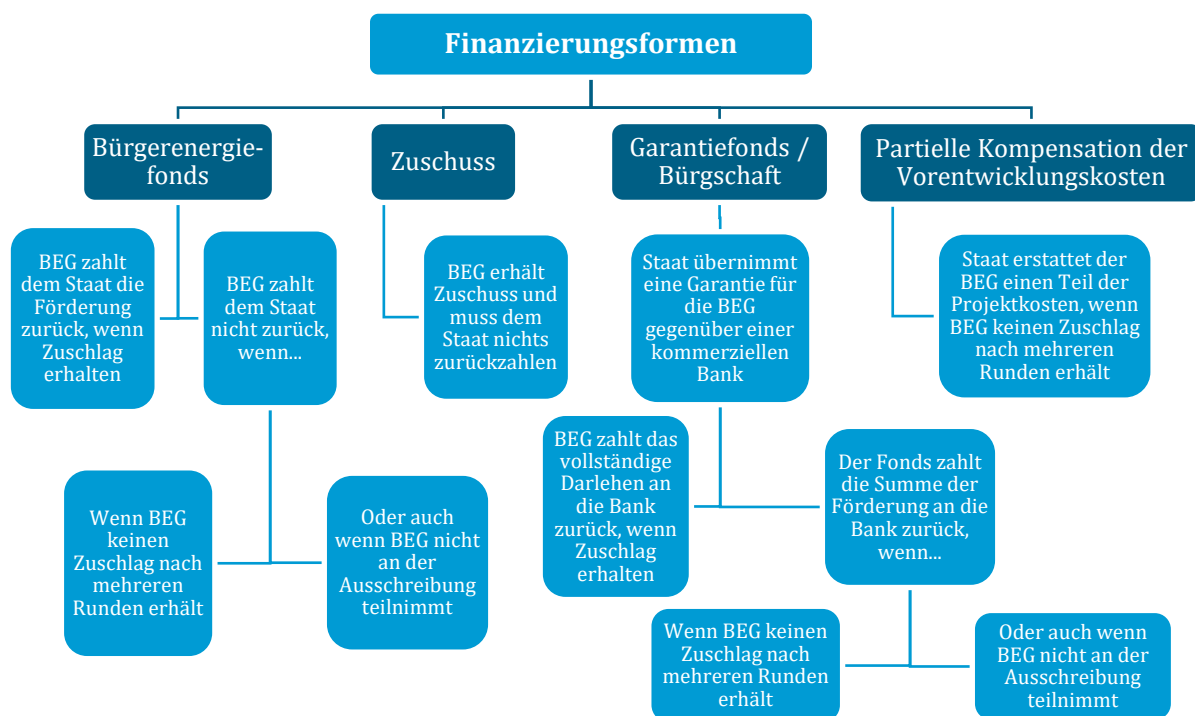 Finanzierungsformen
Bürgerenergie-
fonds
Zuschuss
Garantiefonds /
Bürgschaft
Partielle Kompensation der
Vorentwicklungskosten
BEG zahlt
dem Staat die
Förderung
zurück, wenn
Zuschlag
erhalten
BEG zahlt
dem Staat
nicht zurück,
wenn...
BEG erhält
Zuschuss und
muss dem
Staat nichts
zurückzahlen
Staat übernimmt
eine Garantie für
die BEG
gegenüber einer
kommerziellen
Bank
Staat erstattet der
BEG einen Teil der
Projektkosten, wenn
BEG keinen Zuschlag
nach mehreren
Runden erhält
Wenn BEG
keinen
Zuschlag nach
mehreren
Runden erhält
Oder auch
wenn BEG nicht
an der
Ausschreibung
teilnimmt
BEG zahlt das
vollständige
Darlehen an
die Bank
zurück, wenn
Zuschlag
erhalten
Der Fonds zahlt
die Summe der
Förderung an die
Bank zurück,
wenn...
Wenn BEG keinen
Zuschlag nach
mehreren Runden
erhält
Oder auch wenn
BEG nicht an der
Ausschreibung
teilnimmt